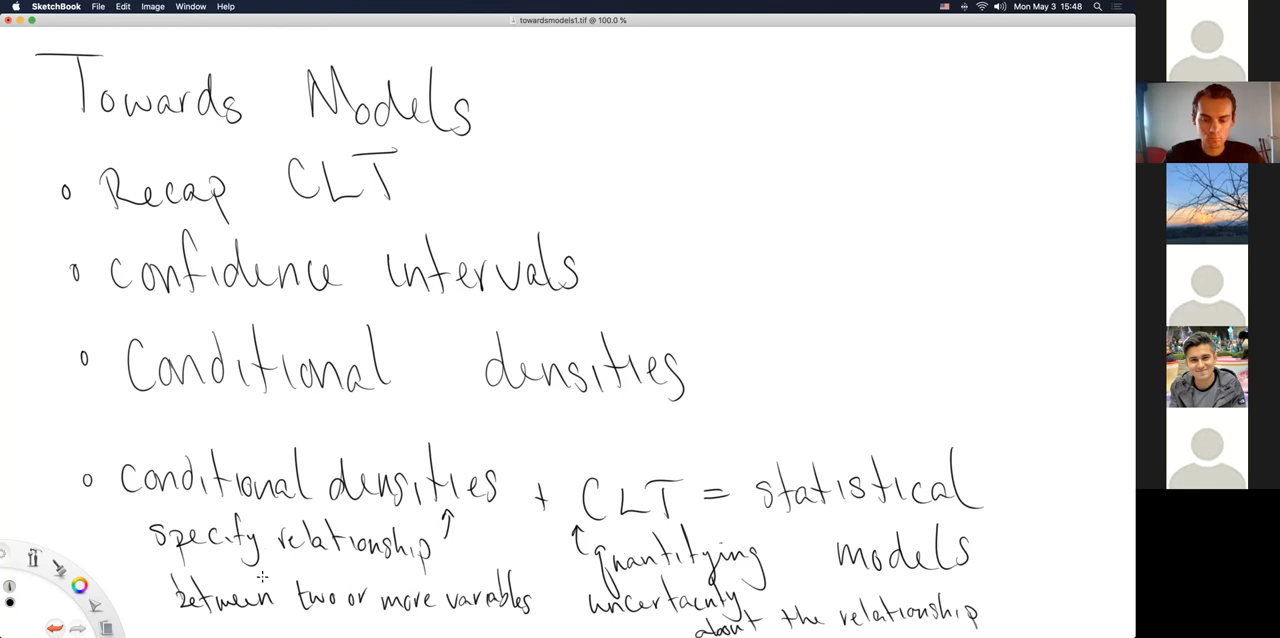 SketchBook File Edit Image Window Help Mon May 3 15:48
towardsmodels1.tif @ 100.0 %
Towards Models
Recap CLT
confidence intervals
Conditional densities
conditional densities + CLT = statistical
specify relationship quantifying models
between two or more variables uncertainty
about the relationship